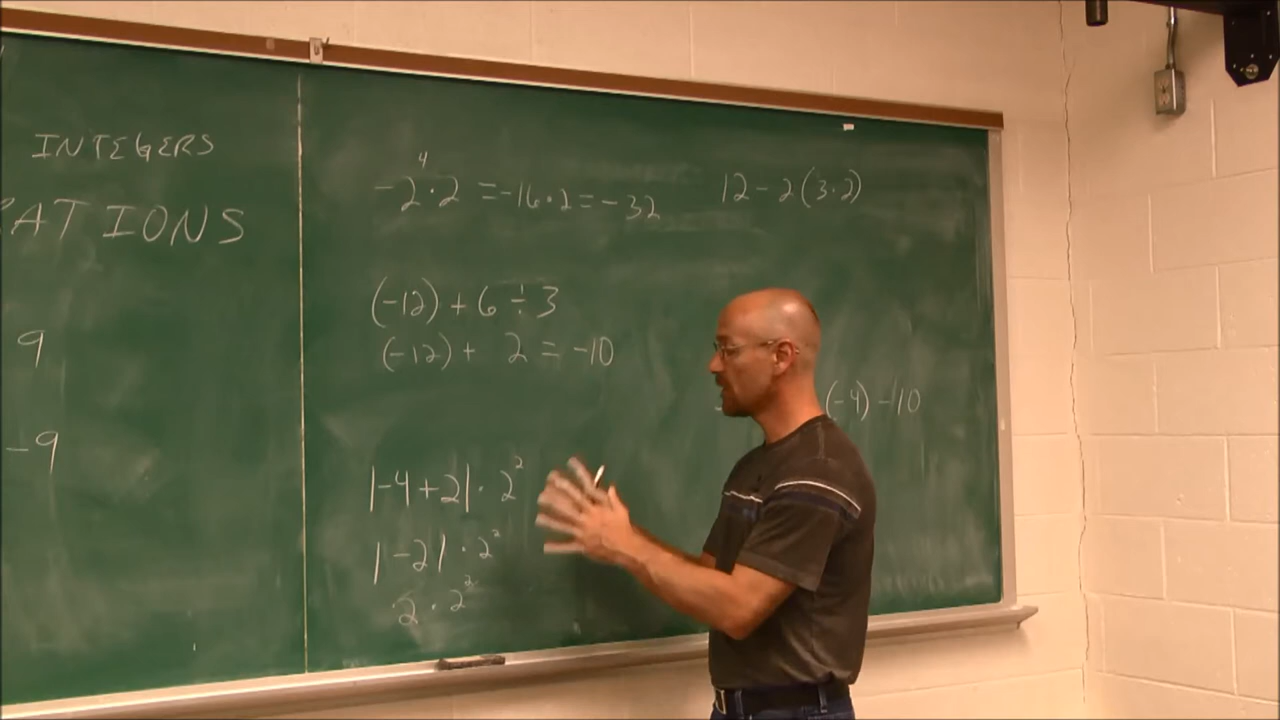 INTEGERS
ATIONS
9
-9
-2⁴·2 = -16·2 = -32
(-12) + 6 ÷ 3
(-12) + 2 = -10
|-4+2|·2²
|-2|·2²
2·2²
12-2(3·2)
(-4) -10